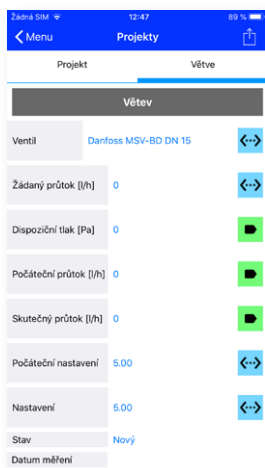 Žádná SIM 12:47 89 %
Menu Projekty
Projekt Větve
Větev
Ventil Danfoss MSV-BD DN 15
Žádaný průtok [l/h] 0
Dispoziční tlak [Pa] 0
Počáteční průtok [l/h] 0
Skutečný průtok [l/h] 0
Počáteční nastavení 5.00
Nastavení 5.00
Stav Nový
Datum měření